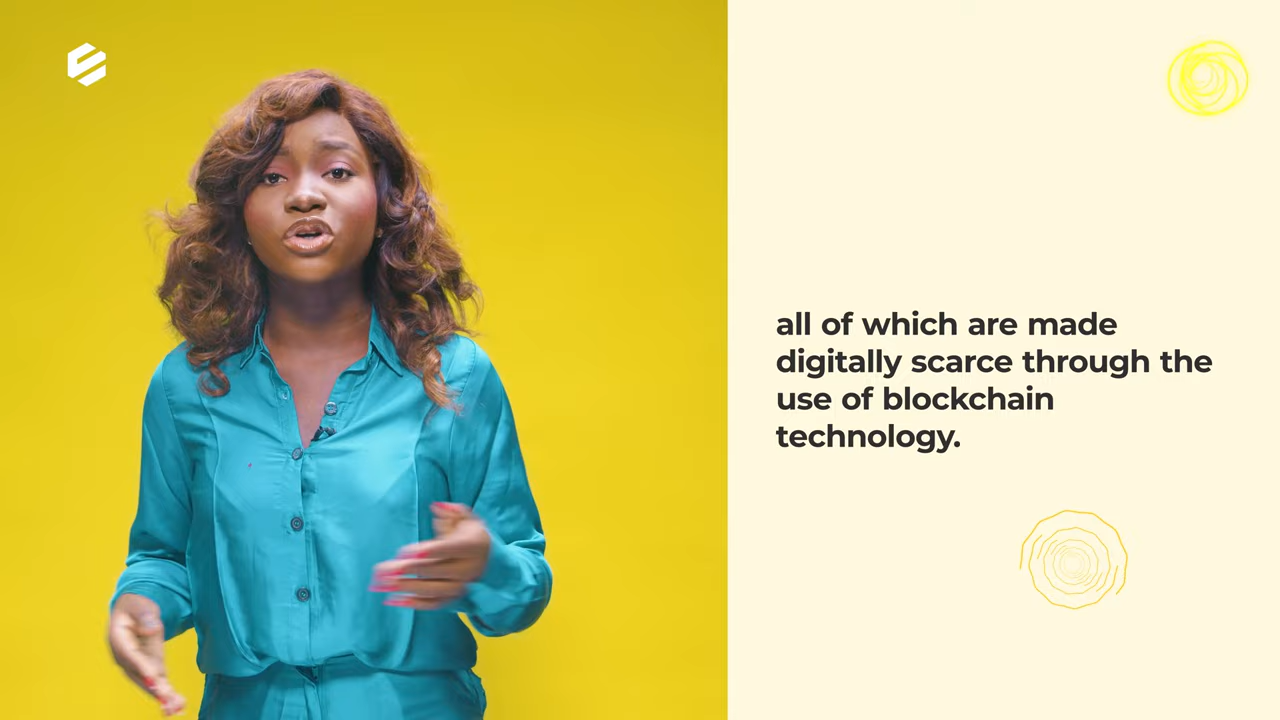 all of which are made
digitally scarce through the
use of blockchain
technology.